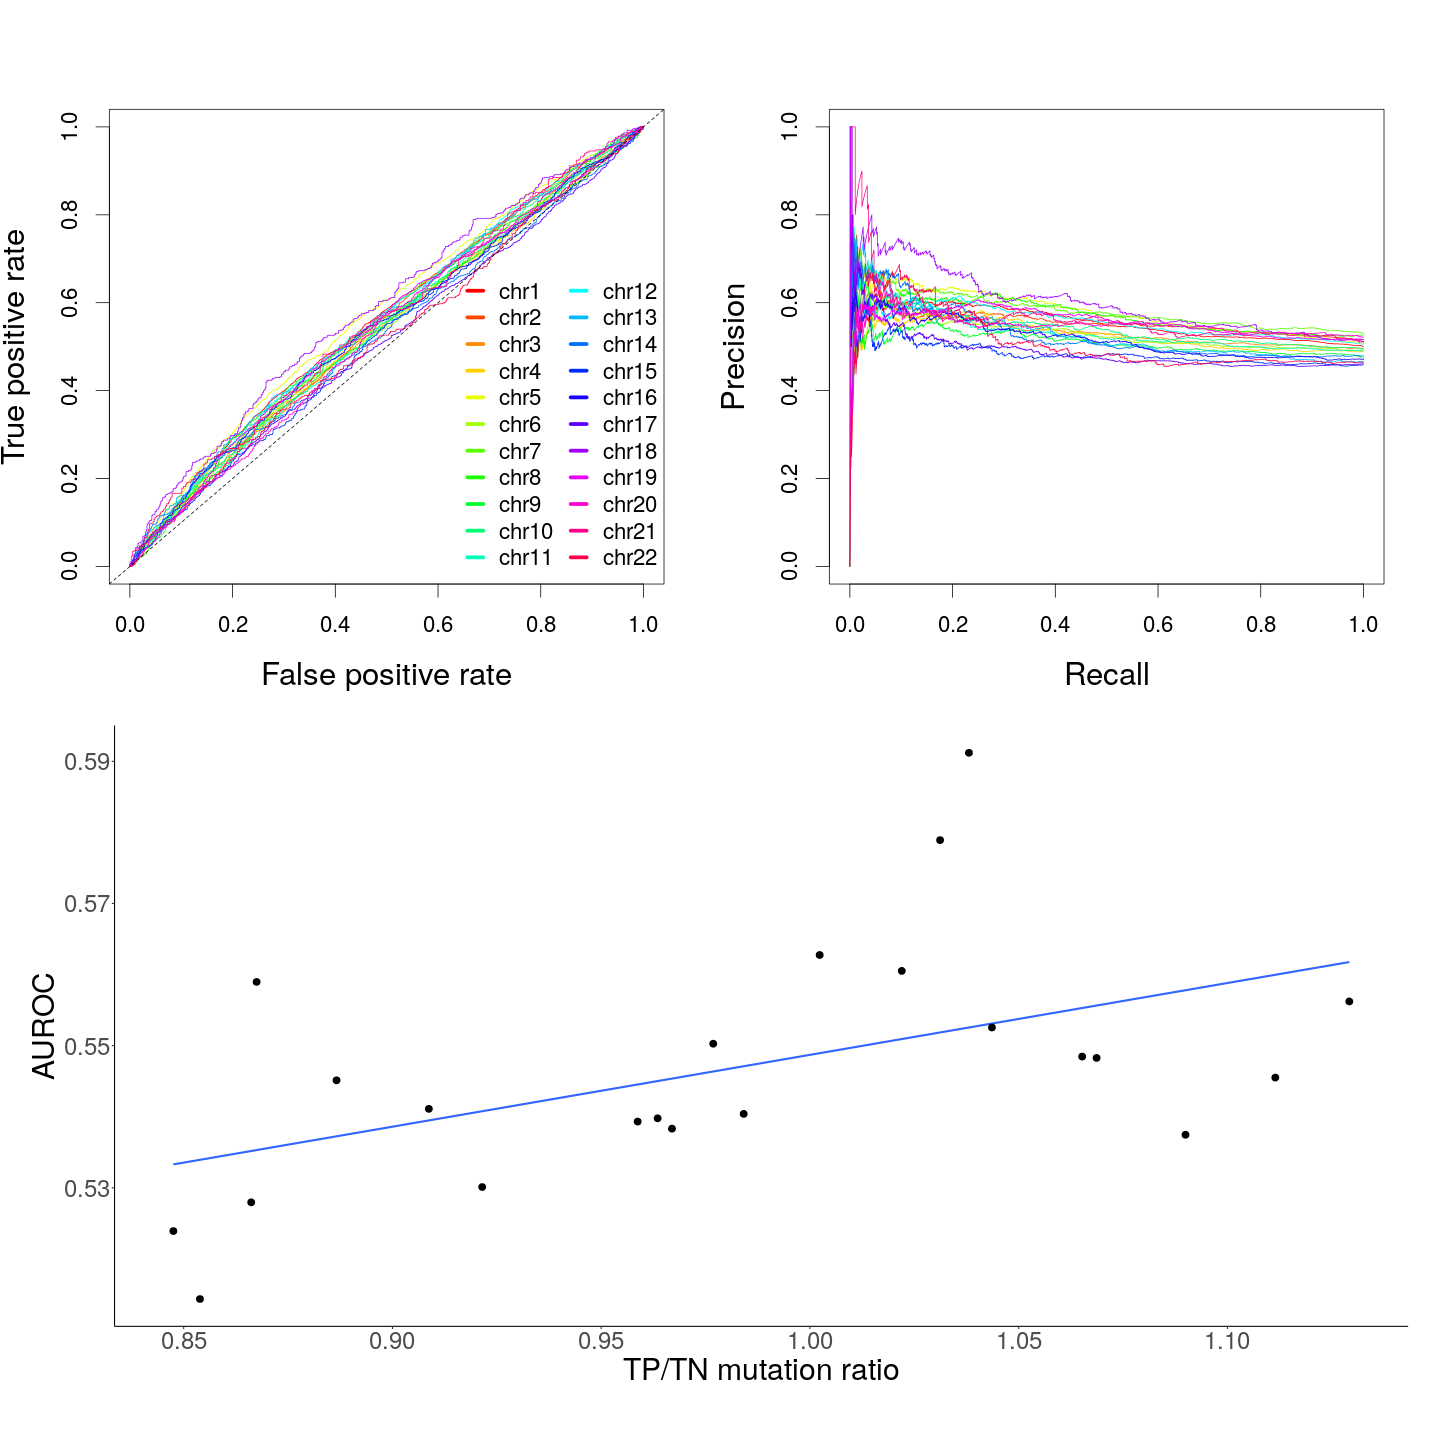 True positive rate
1.0
0.8
0.6
0.4
0.2
0.0
chr1 chr12
chr2 chr13
chr3 chr14
chr4 chr15
chr5 chr16
chr6 chr17
chr7 chr18
chr8 chr19
chr9 chr20
chr10 chr21
chr11 chr22
0.0 0.2 0.4 0.6 0.8 1.0
False positive rate
Precision
1.0
0.8
0.6
0.4
0.2
0.0
0.0 0.2 0.4 0.6 0.8 1.0
Recall
AUROC
0.59
0.57
0.55
0.53
0.85 0.90 0.95 1.00 1.05 1.10
TP/TN mutation ratio